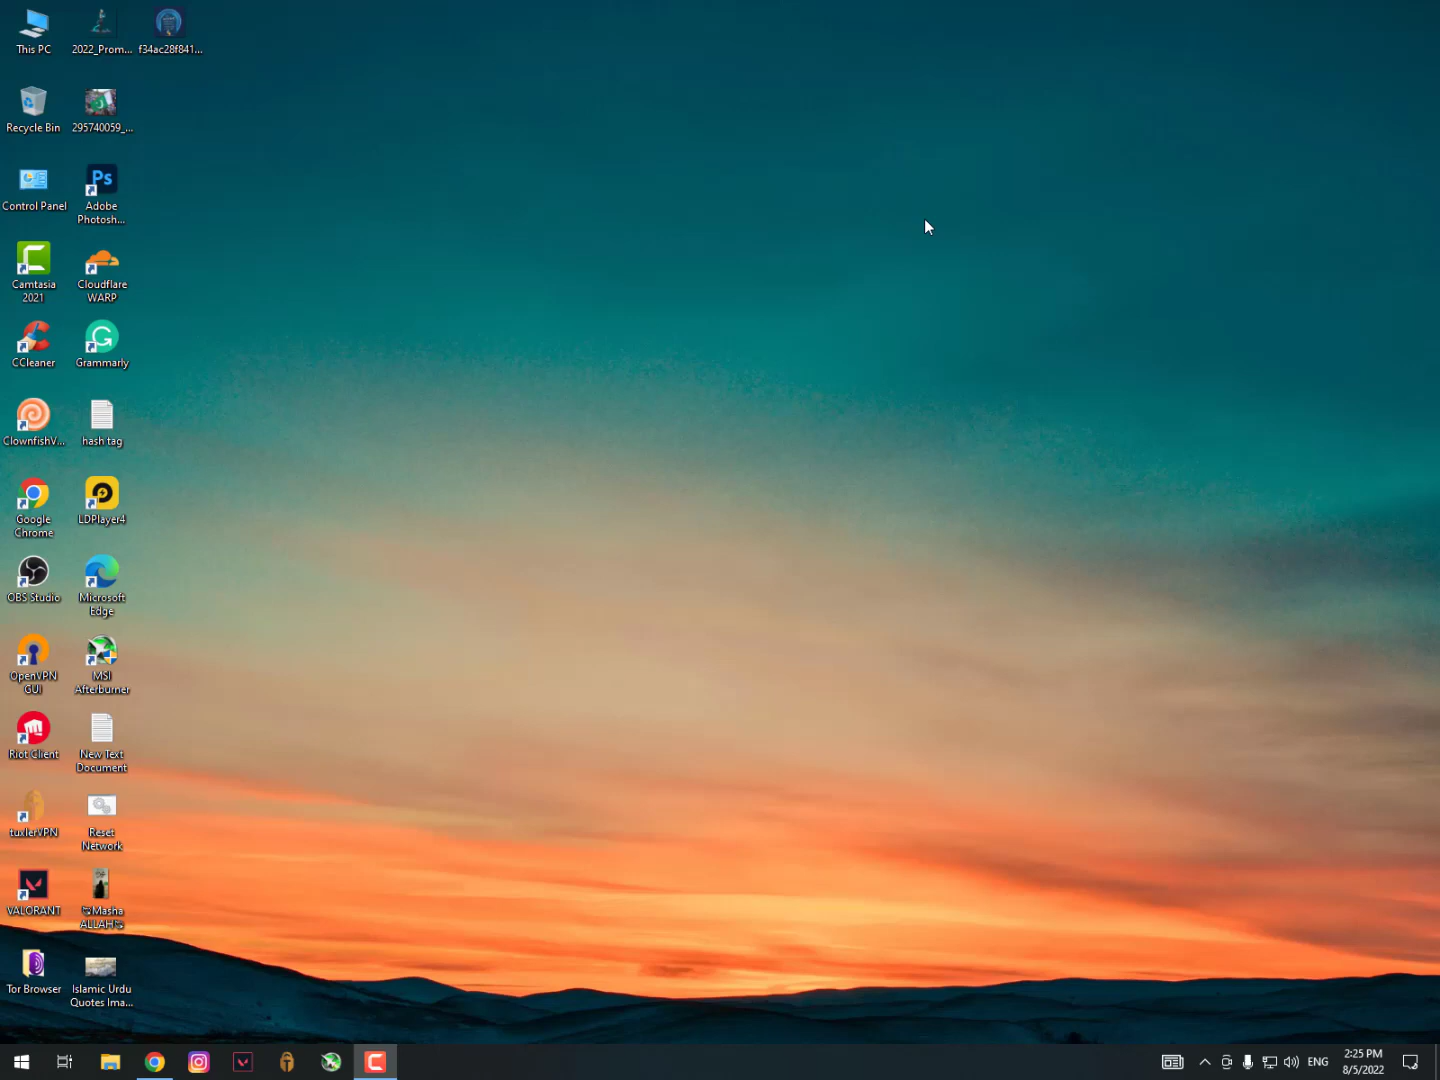 This PC
2022_Prom...
f34ac28f841...
Recycle Bin
295740059_...
Control Panel
Ps
Adobe
Photosh...
Camtasia
2021
Cloudflare
WARP
CCleaner
Grammarly
ClownfishV...
hash tag
Google
Chrome
LDPlayer4
OBS Studio
Microsoft
Edge
OpenVPN
GUI
MSI
Afterburner
Riot Client
New Text
Document
tuxlerVPN
Reset
Network
VALORANT
Masha
ALLAH
Tor Browser
Islamic Urdu
Quotes Ima...
ENG
2:25 PM
8/5/2022